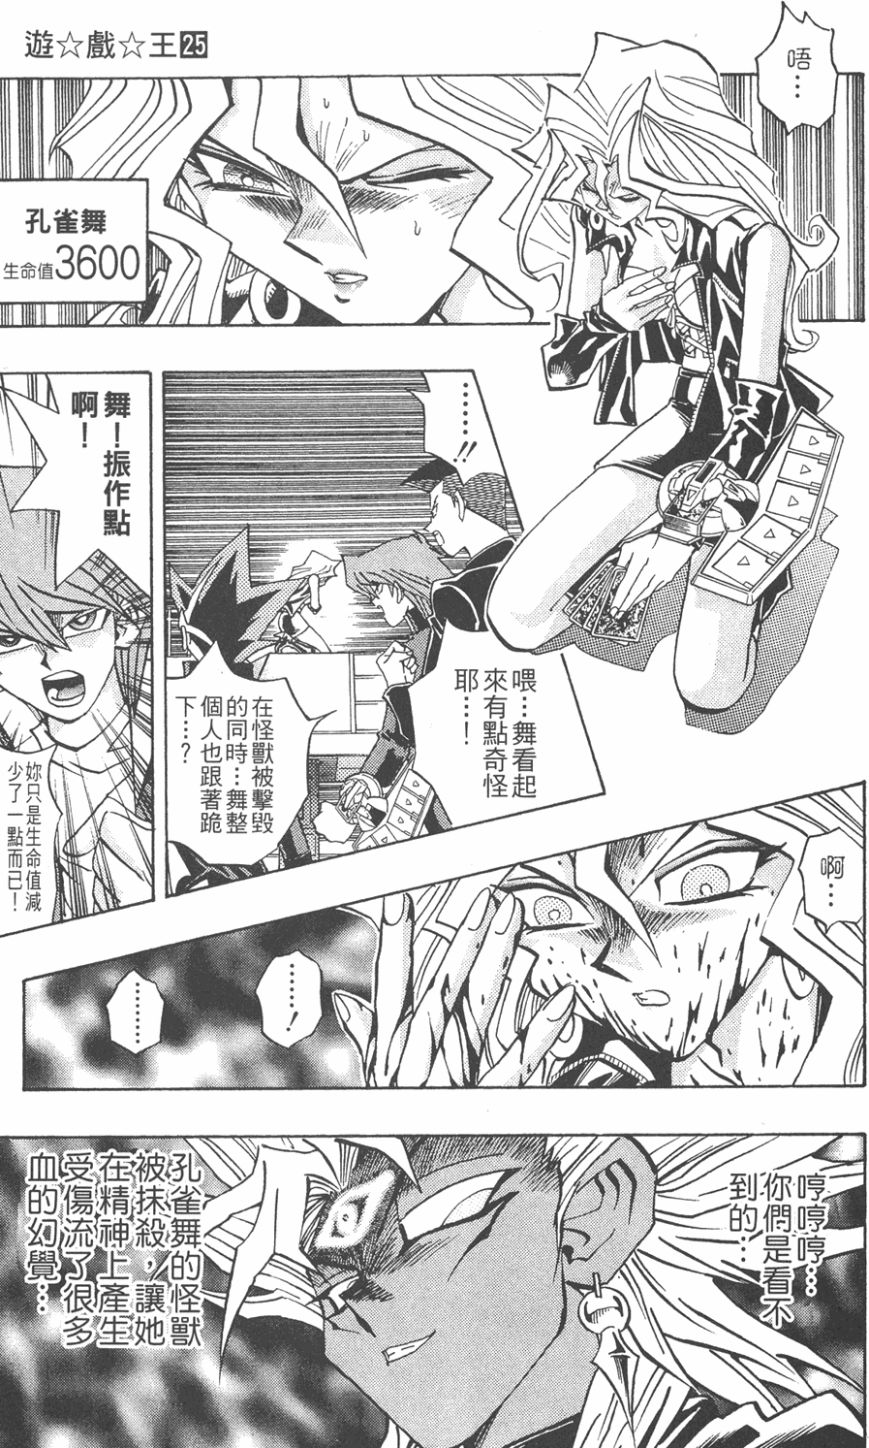 遊☆戲☆王25
唔…
孔雀舞
生命值3600
……!!
喂…舞看起
來有點奇怪
耶…!
在怪獸被擊毀
的同時…舞整
個人也跟著跪
下…?
舞！振作點
啊！
妳只是生命值減
少了一點而已！
啊…
……!
……
哼哼哼…
你們是看不
到的…
孔雀舞的怪獸
被抹殺，讓她
在精神上產生
受傷流了很多
血的幻覺…